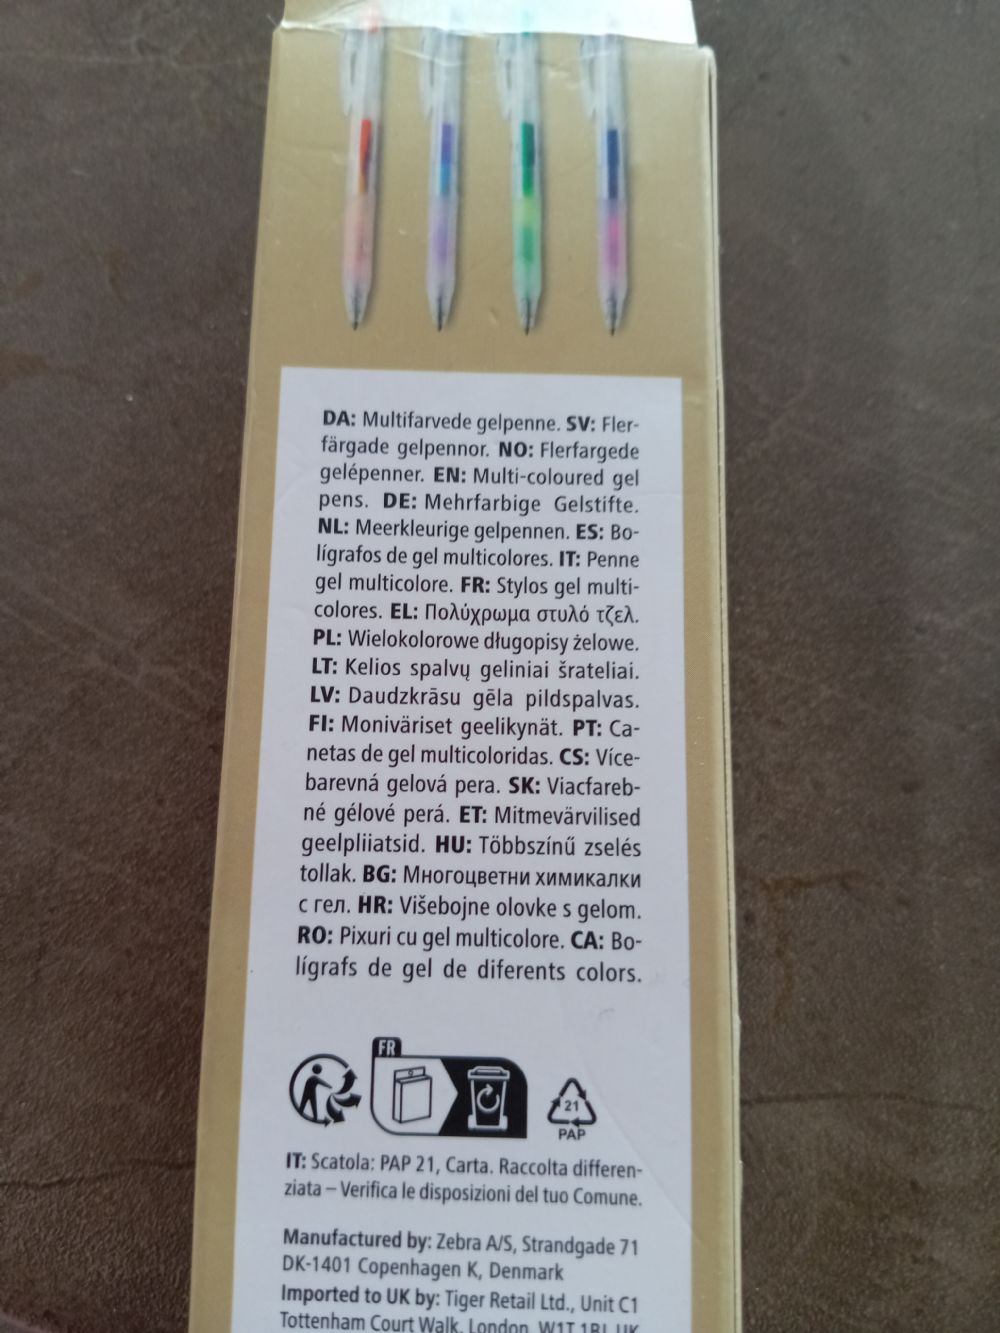 DA: Multifarvede gelpenne. SV: Fler-
färgade gelpennor. NO: Flerfargede
gelépenner. EN: Multi-coloured gel
pens. DE: Mehrfarbige Gelstifte.
NL: Meerkleurige gelpennen. ES: Bo-
lígrafos de gel multicolores. IT: Penne
gel multicolore. FR: Stylos gel multi-
colores. EL: Πολύχρωμα στυλό τζελ.
PL: Wielokolorowe długopisy żelowe.
LT: Kelios spalvų geliniai šrateliai.
LV: Daudzkrāsu gēla pildspalvas.
FI: Moniväriset geelikynät. PT: Ca-
netas de gel multicoloridas. CS: Více-
barevná gelová pera. SK: Viacfareb-
né gélové perá. ET: Mitmevärvilised
geelpliiatsid. HU: Többszínű zselés
tollak. BG: Многоцветни химикалки
с гел. HR: Višebojne olovke s gelom.
RO: Pixuri cu gel multicolore. CA: Bo-
lígrafs de gel de diferents colors.
FR
21
PAP
IT: Scatola: PAP 21, Carta. Raccolta differen-
ziata – Verifica le disposizioni del tuo Comune.
Manufactured by: Zebra A/S, Strandgade 71
DK-1401 Copenhagen K, Denmark
Imported to UK by: Tiger Retail Ltd., Unit C1
Tottenham Court Walk, London, W1T 1BJ, UK